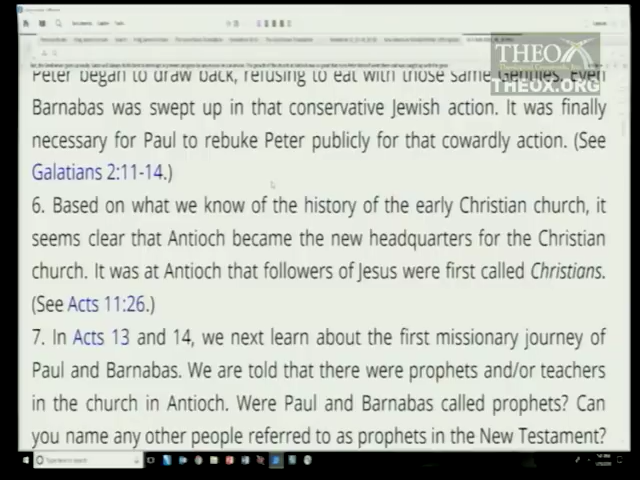 THEOX
THEOX.ORG
Peter began to draw back, refusing to eat with those same Gentiles. Even
Barnabas was swept up in that conservative Jewish action. It was finally
necessary for Paul to rebuke Peter publicly for that cowardly action. (See
Galatians 2:11-14.)
6. Based on what we know of the history of the early Christian church, it
seems clear that Antioch became the new headquarters for the Christian
church. It was at Antioch that followers of Jesus were first called Christians.
(See Acts 11:26.)
7. In Acts 13 and 14, we next learn about the first missionary journey of
Paul and Barnabas. We are told that there were prophets and/or teachers
in the church in Antioch. Were Paul and Barnabas called prophets? Can
you name any other people referred to as prophets in the New Testament?